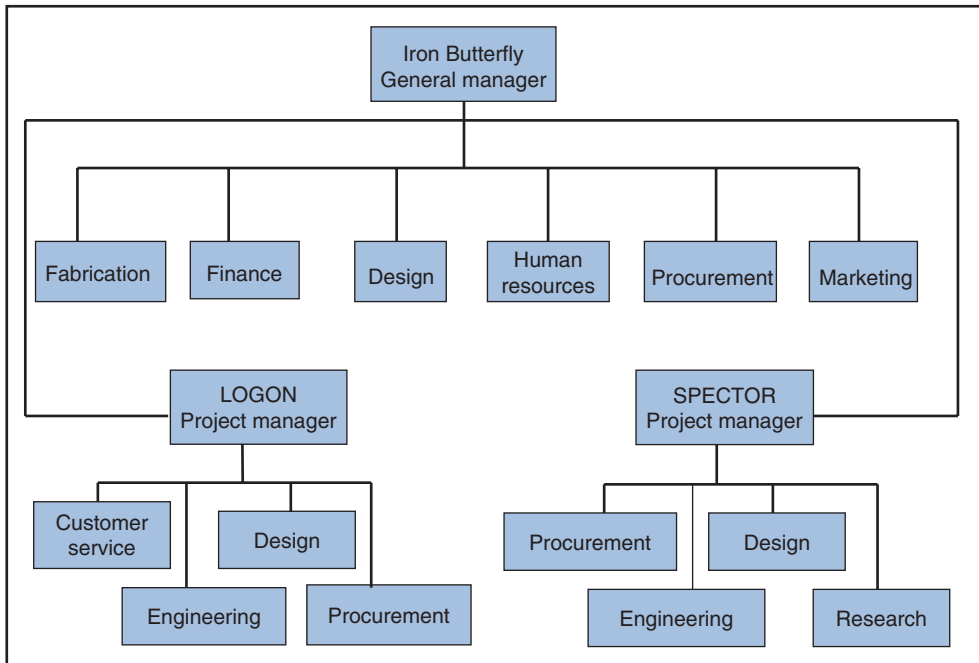 Iron Butterfly
General manager
Fabrication
Finance
Design
Human
resources
Procurement
Marketing
LOGON
Project manager
SPECTOR
Project manager
Customer
service
Design
Engineering
Procurement
Procurement
Design
Engineering
Research